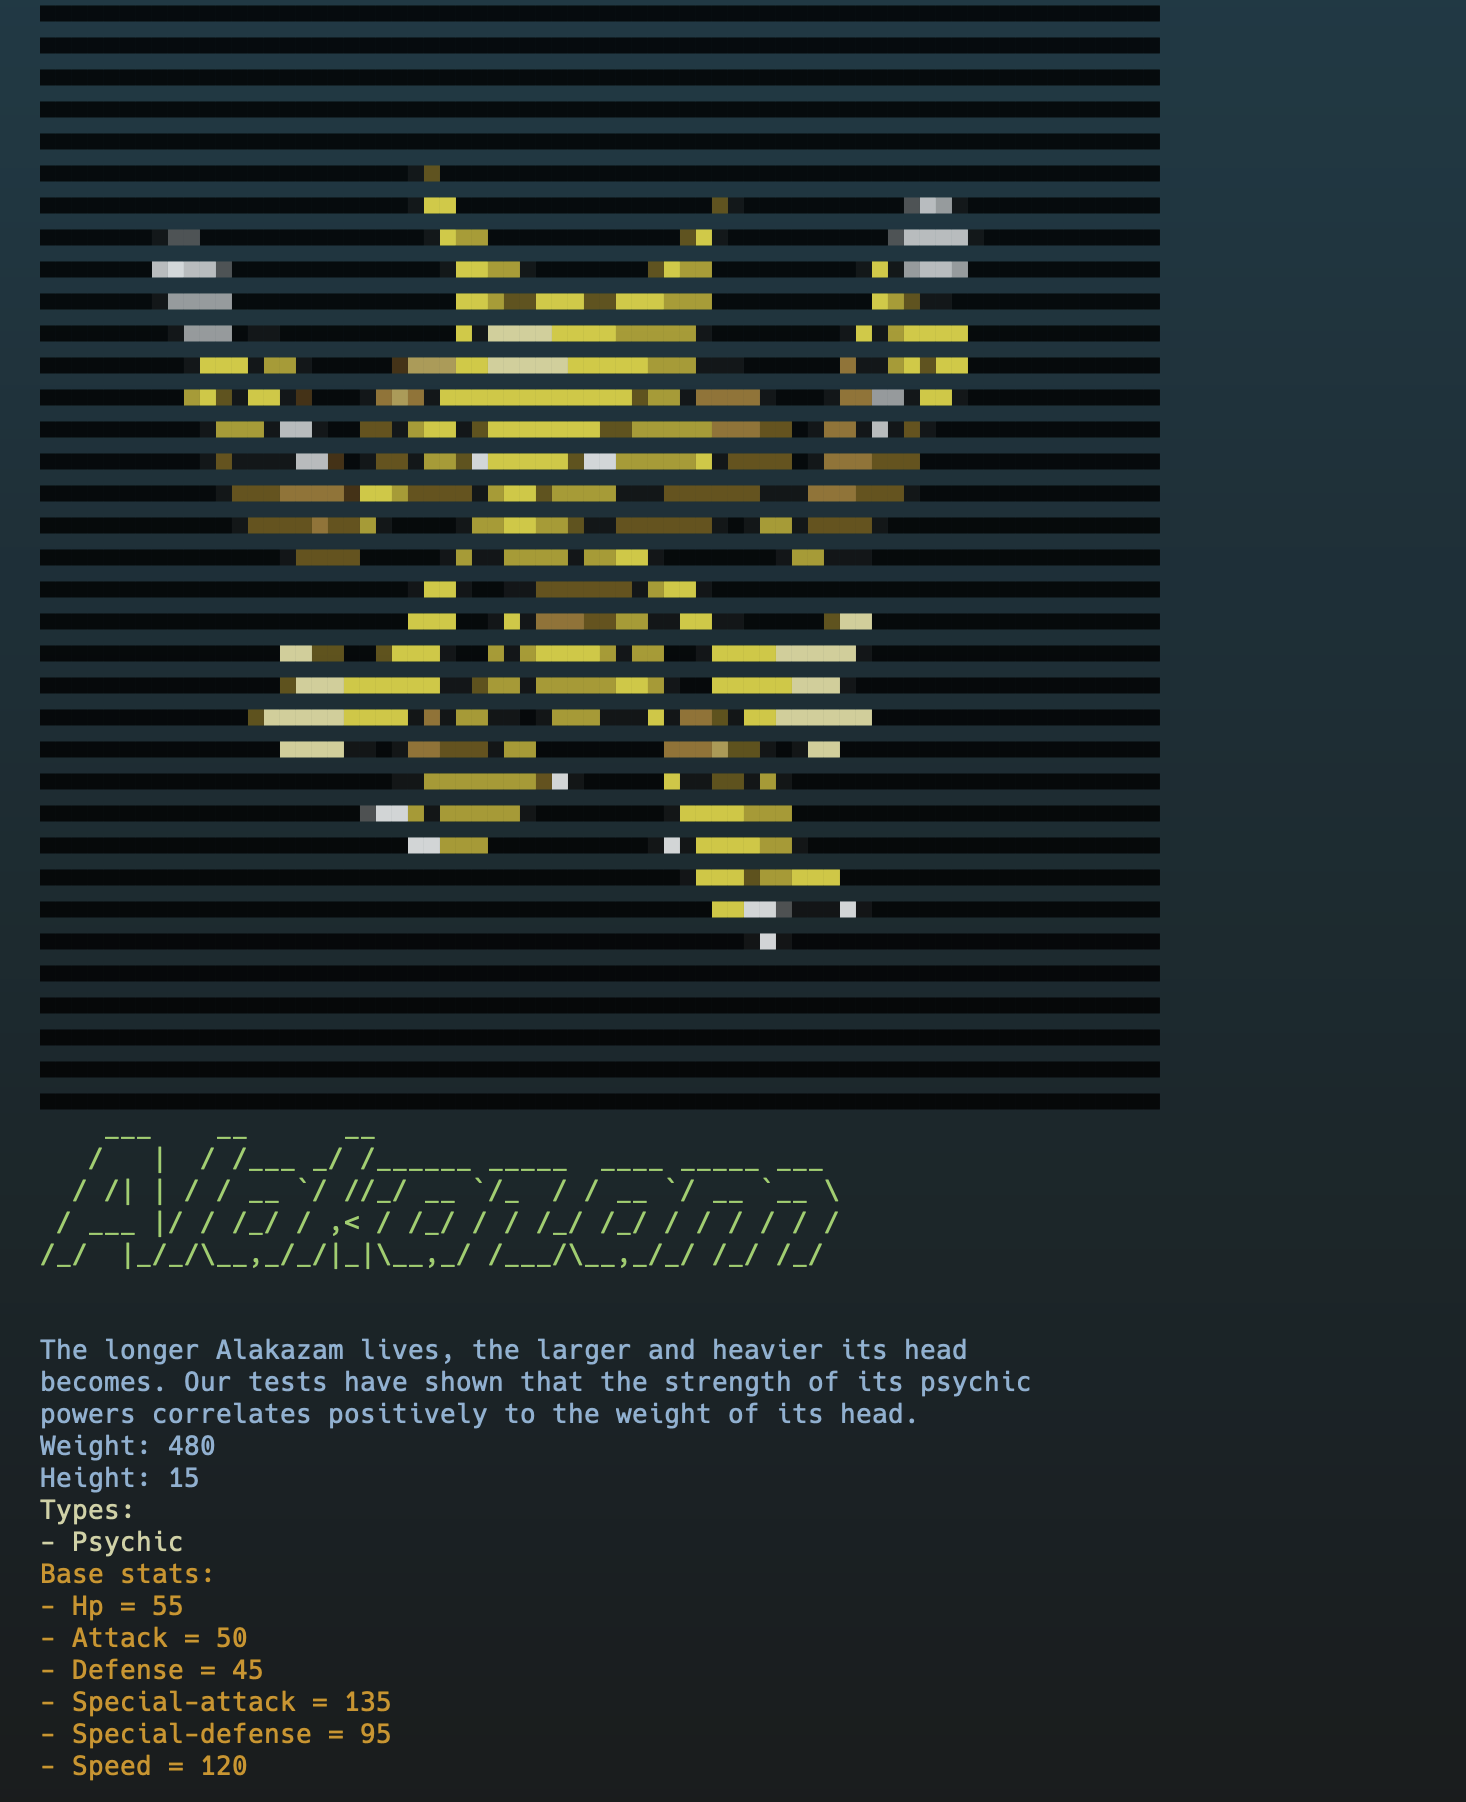 Alakazam
The longer Alakazam lives, the larger and heavier its head
becomes. Our tests have shown that the strength of its psychic
powers correlates positively to the weight of its head.
Weight: 480
Height: 15
Types:
- Psychic
Base stats:
- Hp = 55
- Attack = 50
- Defense = 45
- Special-attack = 135
- Special-defense = 95
- Speed = 120